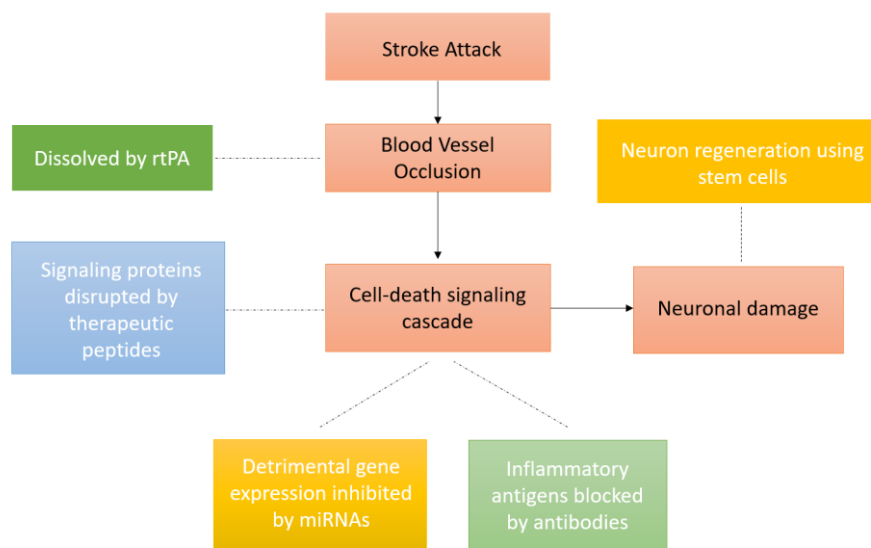 Stroke Attack
Dissolved by rtPA
Blood Vessel
Occlusion
Neuron regeneration using
stem cells
Signaling proteins
disrupted by
therapeutic
peptides
Cell-death signaling
cascade
Neuronal damage
Detrimental gene
expression inhibited
by miRNAs
Inflammatory
antigens blocked
by antibodies